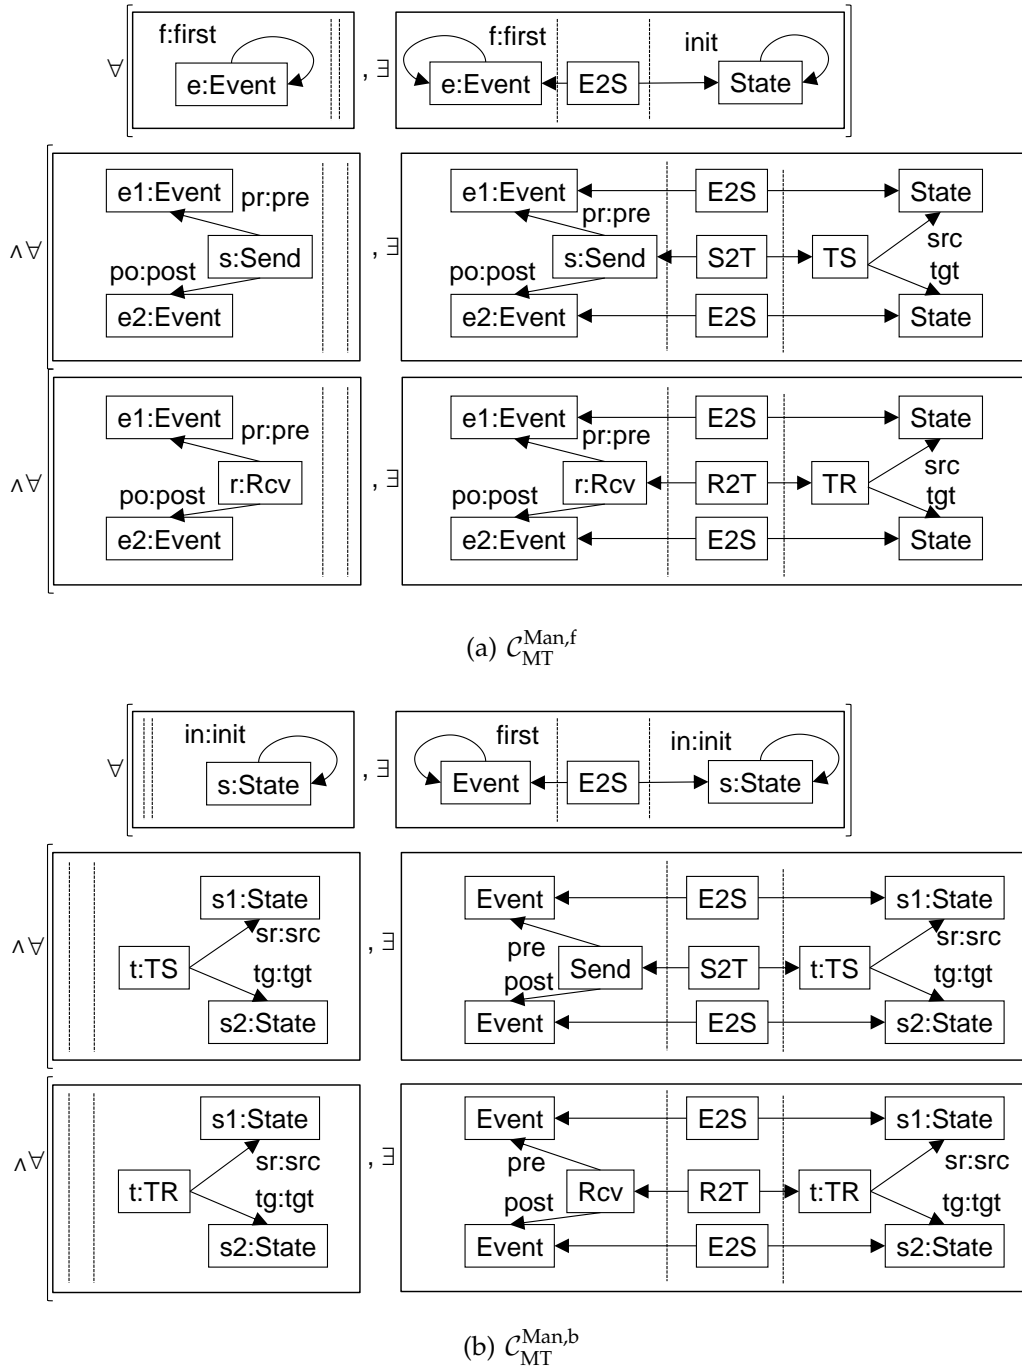 f:first
f:first
init
∀
e:Event
, ∃
e:Event
E2S
State
e1:Event
e1:Event
E2S
State
pr:pre
pr:pre
src
∧∀
s:Send
, ∃
s:Send
S2T
TS
po:post
po:post
tgt
e2:Event
e2:Event
E2S
State
e1:Event
e1:Event
E2S
State
pr:pre
pr:pre
src
∧∀
r:Rcv
, ∃
r:Rcv
R2T
TR
po:post
po:post
tgt
e2:Event
e2:Event
E2S
State
(a) C_MT^Man,f
in:init
first
in:init
∀
s:State
, ∃
Event
E2S
s:State
s1:State
Event
E2S
s1:State
sr:src
pre
sr:src
∧∀
t:TS
, ∃
Send
S2T
t:TS
tg:tgt
post
tg:tgt
s2:State
Event
E2S
s2:State
s1:State
Event
E2S
s1:State
sr:src
pre
sr:src
∧∀
t:TR
, ∃
Rcv
R2T
t:TR
tg:tgt
post
tg:tgt
s2:State
Event
E2S
s2:State
(b) C_MT^Man,b